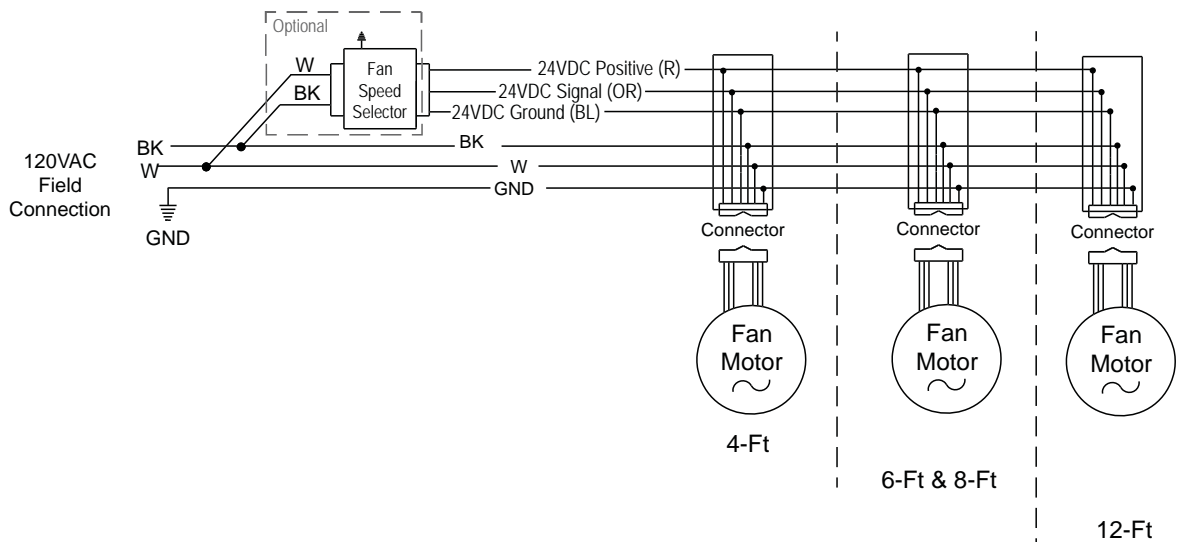 Optional
W
BK
Fan
Speed
Selector
24VDC Positive (R)
24VDC Signal (OR)
24VDC Ground (BL)
BK
W
BK
W
GND
120VAC
Field
Connection
GND
Connector
Connector
Connector
Fan
Motor
Fan
Motor
Fan
Motor
4-Ft
6-Ft & 8-Ft
12-Ft